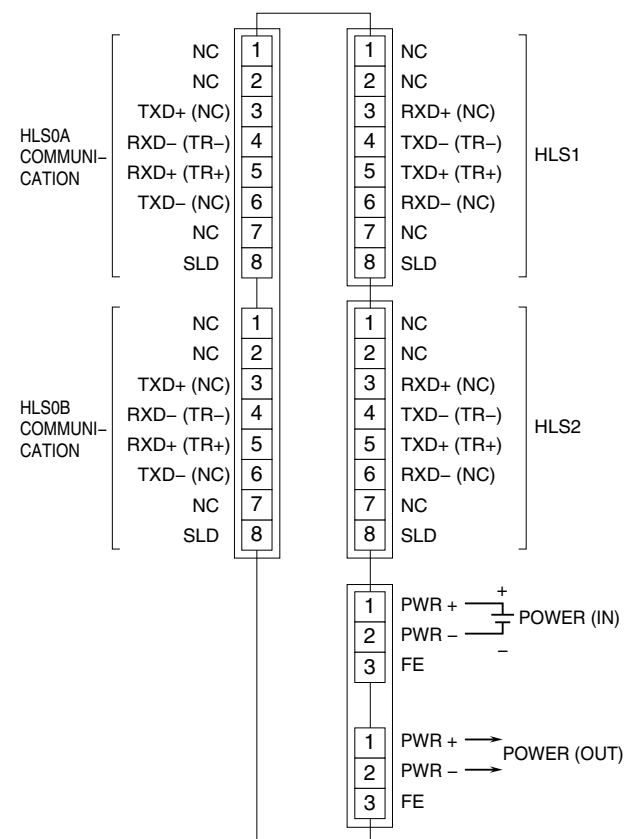 HLS0A
COMMUNI–
CATION
NC 1
NC 2
TXD+ (NC) 3
RXD– (TR–) 4
RXD+ (TR+) 5
TXD– (NC) 6
NC 7
SLD 8
1 NC
2 NC
3 RXD+ (NC)
4 TXD– (TR–)
5 TXD+ (TR+)
6 RXD– (NC)
7 NC
8 SLD
HLS1
HLS0B
COMMUNI–
CATION
NC 1
NC 2
TXD+ (NC) 3
RXD– (TR–) 4
RXD+ (TR+) 5
TXD– (NC) 6
NC 7
SLD 8
1 NC
2 NC
3 RXD+ (NC)
4 TXD– (TR–)
5 TXD+ (TR+)
6 RXD– (NC)
7 NC
8 SLD
HLS2
1 PWR +
2 PWR –
3 FE
+
POWER (IN)
–
1 PWR +
2 PWR –
3 FE
POWER (OUT)